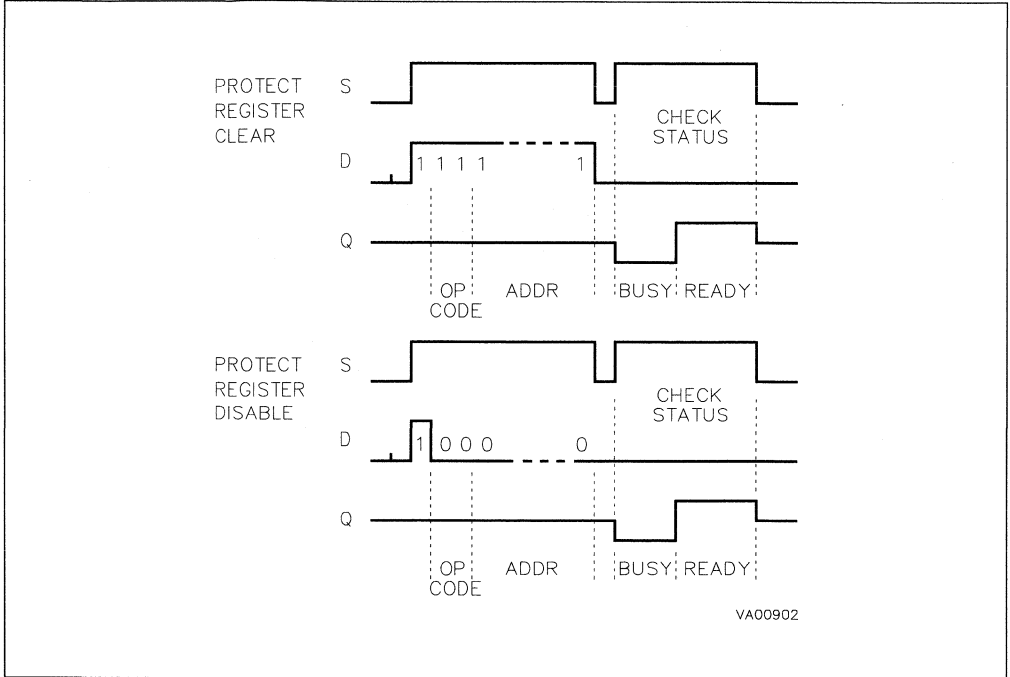 PROTECT
REGISTER
CLEAR
S
CHECK
STATUS
D
1 1 1 1 1
Q
OP
CODE
ADDR
BUSY
READY
PROTECT
REGISTER
DISABLE
S
CHECK
STATUS
D
1 0 0 0 0
Q
OP
CODE
ADDR
BUSY
READY
VA00902